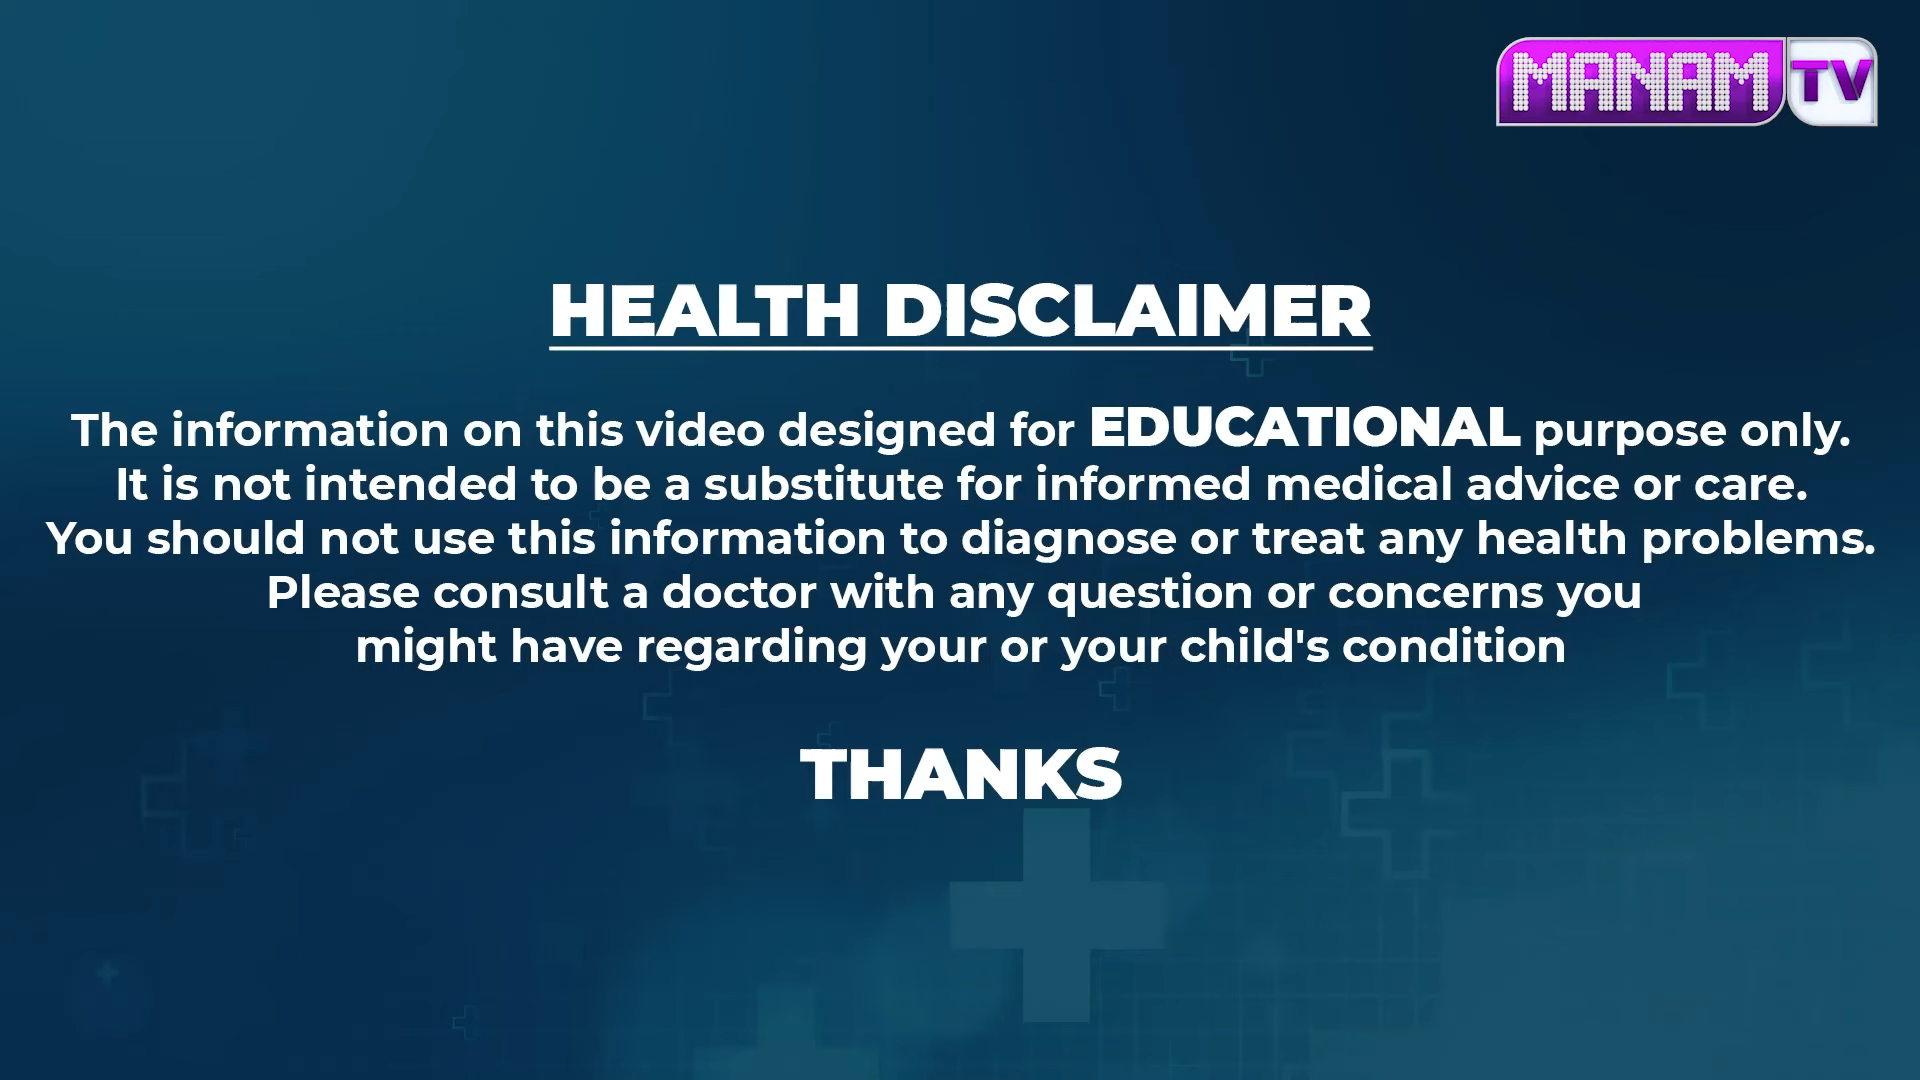 MANAM TV
HEALTH DISCLAIMER
The information on this video designed for EDUCATIONAL purpose only.
It is not intended to be a substitute for informed medical advice or care.
You should not use this information to diagnose or treat any health problems.
Please consult a doctor with any question or concerns you
might have regarding your or your child's condition
THANKS